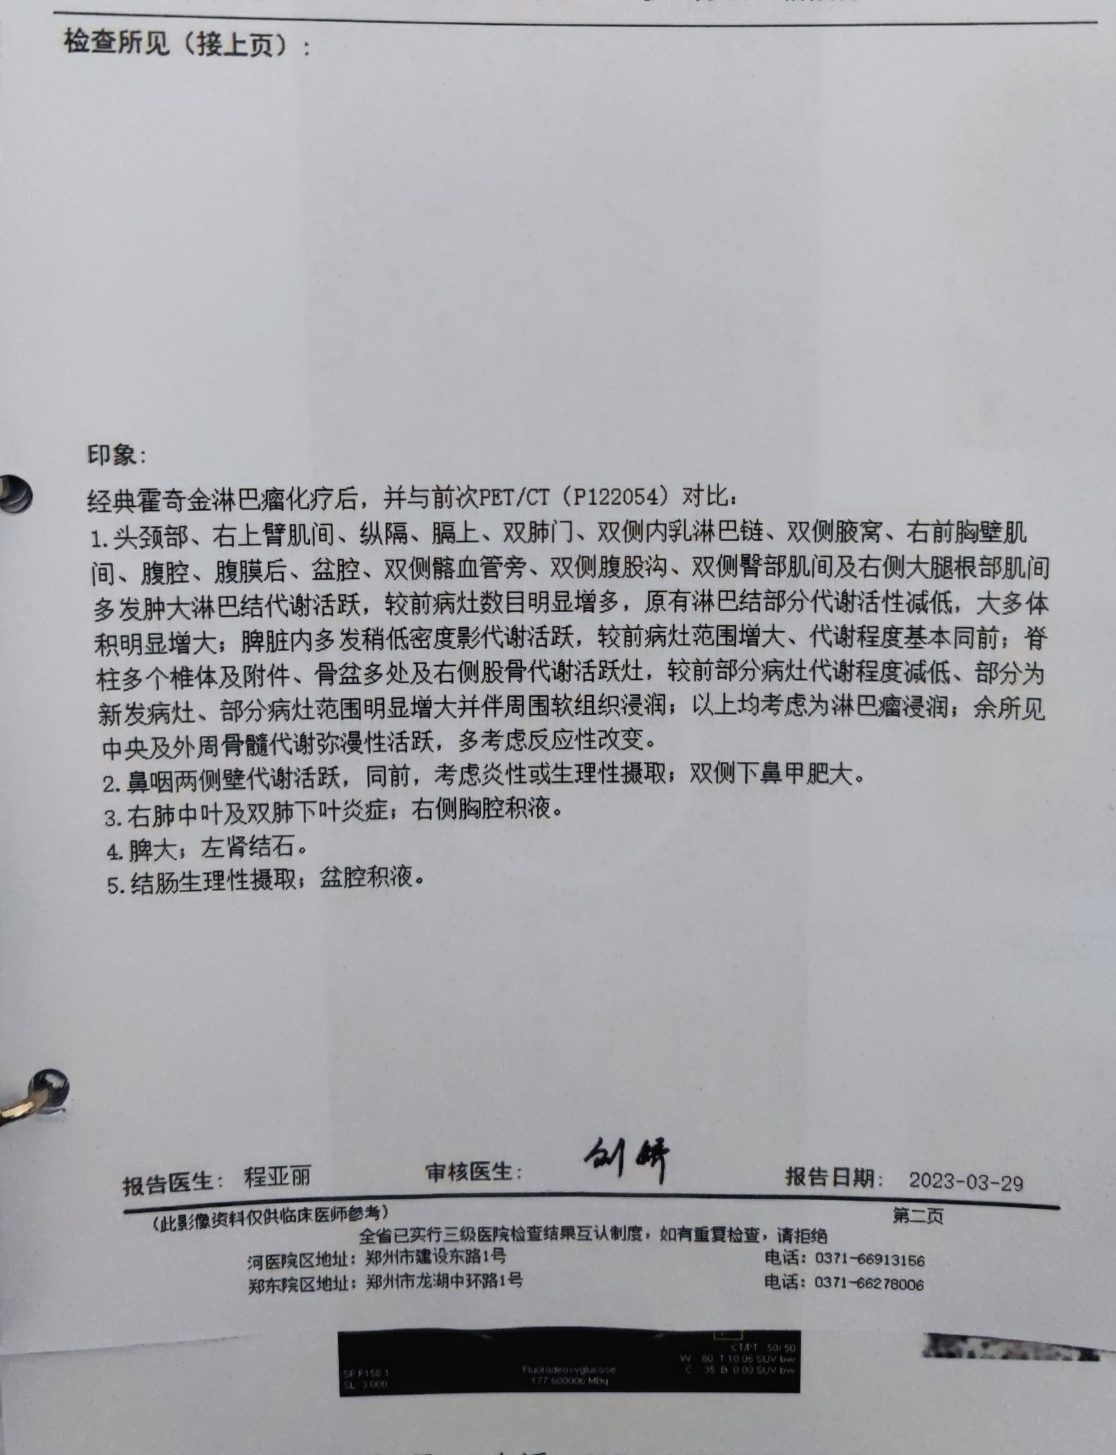 检查所见（接上页）：
印象：
经典霍奇金淋巴瘤化疗后，并与前次PET/CT（P122054）对比：
1.头颈部、右上臂肌间、纵隔、膈上、双肺门、双侧内乳淋巴链、双侧腋窝、右前胸壁肌
间、腹腔、腹膜后、盆腔、双侧髂血管旁、双侧腹股沟、双侧臀部肌间及右侧大腿根部肌间
多发肿大淋巴结代谢活跃，较前病灶数目明显增多，原有淋巴结部分代谢活性减低，大多体
积明显增大；脾脏内多发稍低密度影代谢活跃，较前病灶范围增大、代谢程度基本同前；脊
柱多个椎体及附件、骨盆多处及右侧股骨代谢活跃灶，较前部分病灶代谢程度减低、部分为
新发病灶、部分病灶范围明显增大并伴周围软组织浸润；以上均考虑为淋巴瘤浸润；余所见
中央及外周骨髓代谢弥漫性活跃，多考虑反应性改变。
2.鼻咽两侧壁代谢活跃，同前，考虑炎性或生理性摄取；双侧下鼻甲肥大。
3.右肺中叶及双肺下叶炎症；右侧胸腔积液。
4.脾大；左肾结石。
5.结肠生理性摄取；盆腔积液。
报告医生：程亚丽 审核医生： 报告日期：2023-03-29
（此影像资料仅供临床医师参考） 第二页
全省已实行三级医院检查结果互认制度，如有重复检查，请拒绝
河医院区地址：郑州市建设东路1号 电话：0371-66913156
郑东院区地址：郑州市龙湖中环路1号 电话：0371-66278006
50/50
SP F158.1 Fluorodeoxyglucose W 80 T 10.05 SUV bw
SL 3.000 177.600006 MBq C 35 B 0.00 SUV bw